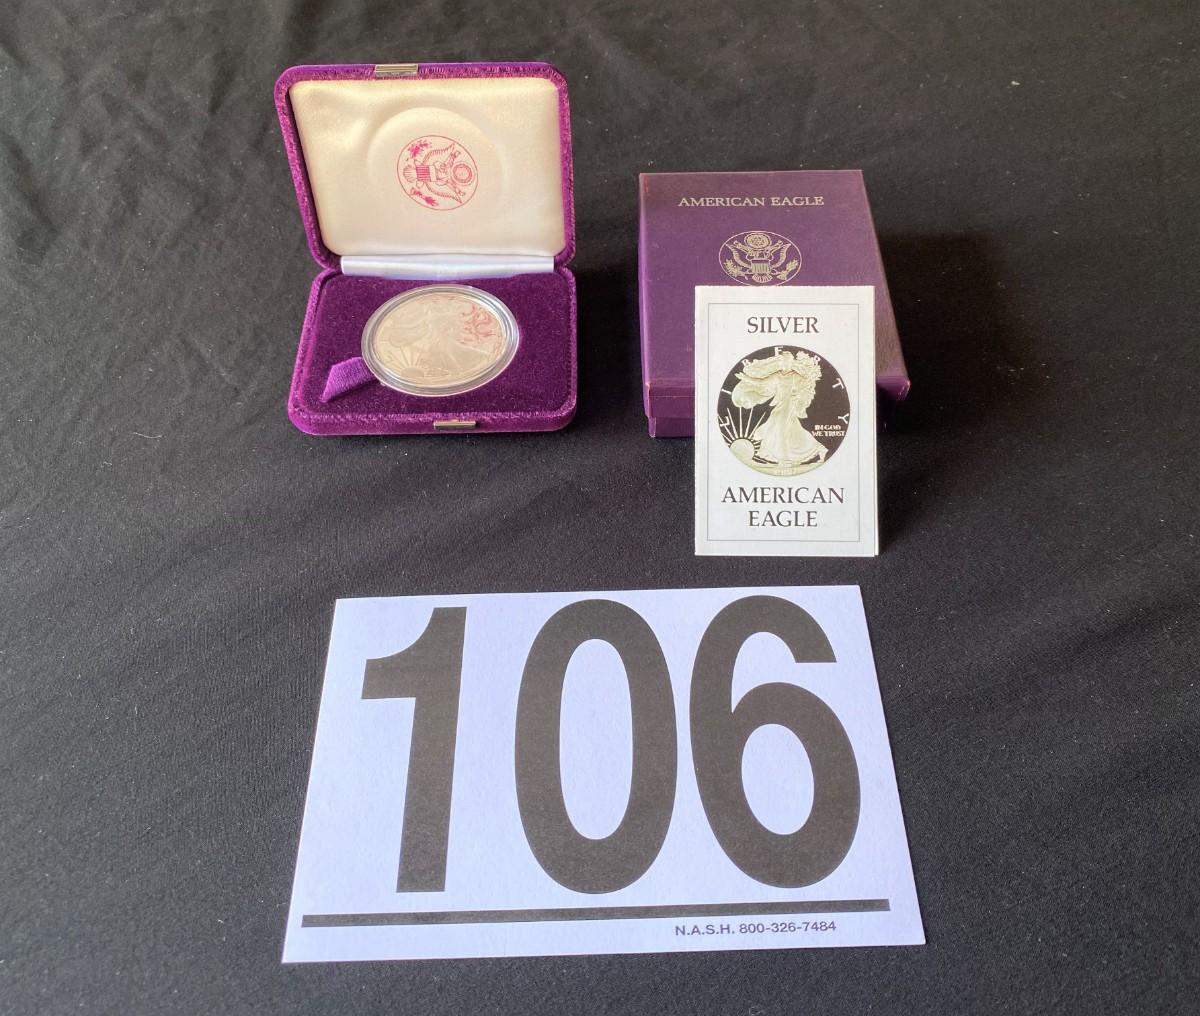 AMERICAN EAGLE
SILVER
LIBERTY
IN GOD
WE TRUST
AMERICAN
EAGLE
106
N.A.S.H. 800-326-7484